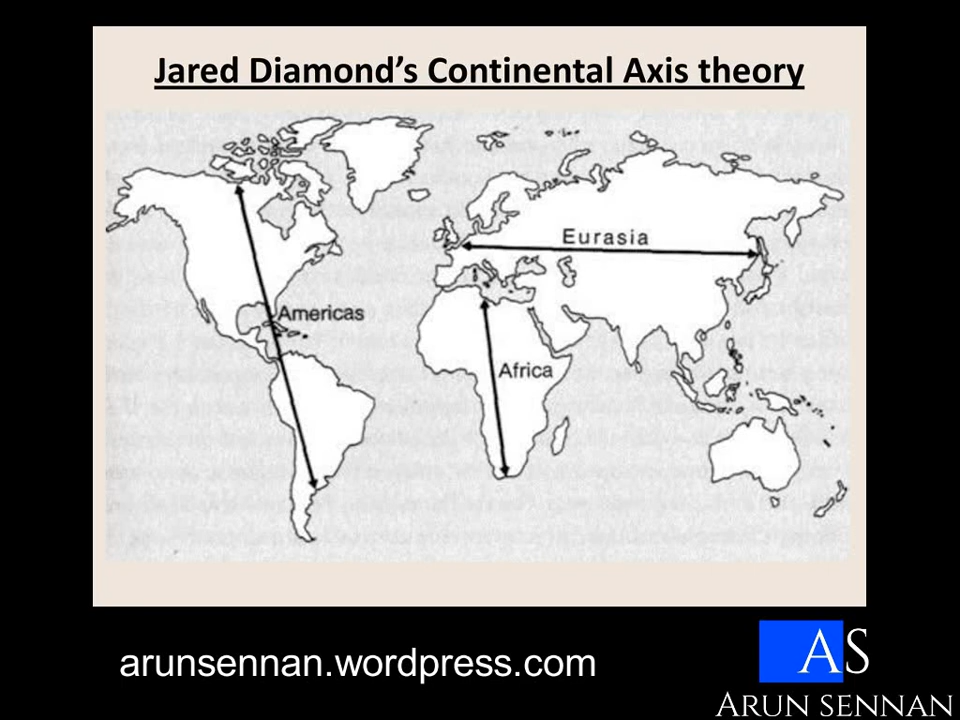 Jared Diamond’s Continental Axis theory
Eurasia
Americas
Africa
arunsennan.wordpress.com
AS
ARUN SENNAN